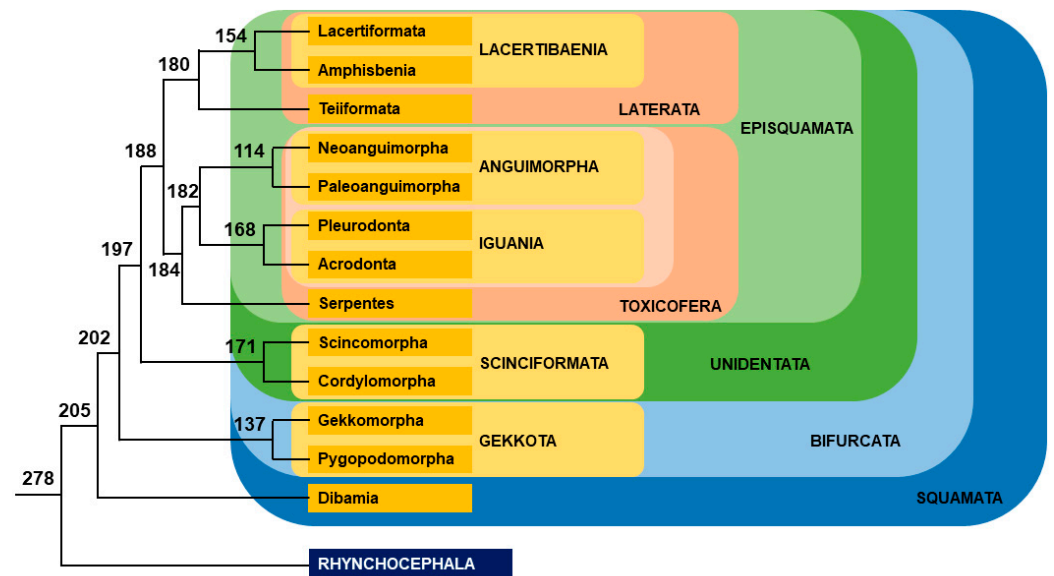 154
Lacertiformata
LACERTIBAENIA
180
Amphisbenia
Teiiformata
LATERATA
EPISQUAMATA
188
114
Neoanguimorpha
ANGUIMORPHA
182
Paleoanguimorpha
197
168
Pleurodonta
IGUANIA
184
Acrodonta
Serpentes
TOXICOFERA
202
171
Scincomorpha
SCINCIFORMATA
UNIDENTATA
Cordylomorpha
205
137
Gekkomorpha
GEKKOTA
BIFURCATA
Pygopodomorpha
278
Dibamia
SQUAMATA
RHYNCHOCEPHALA